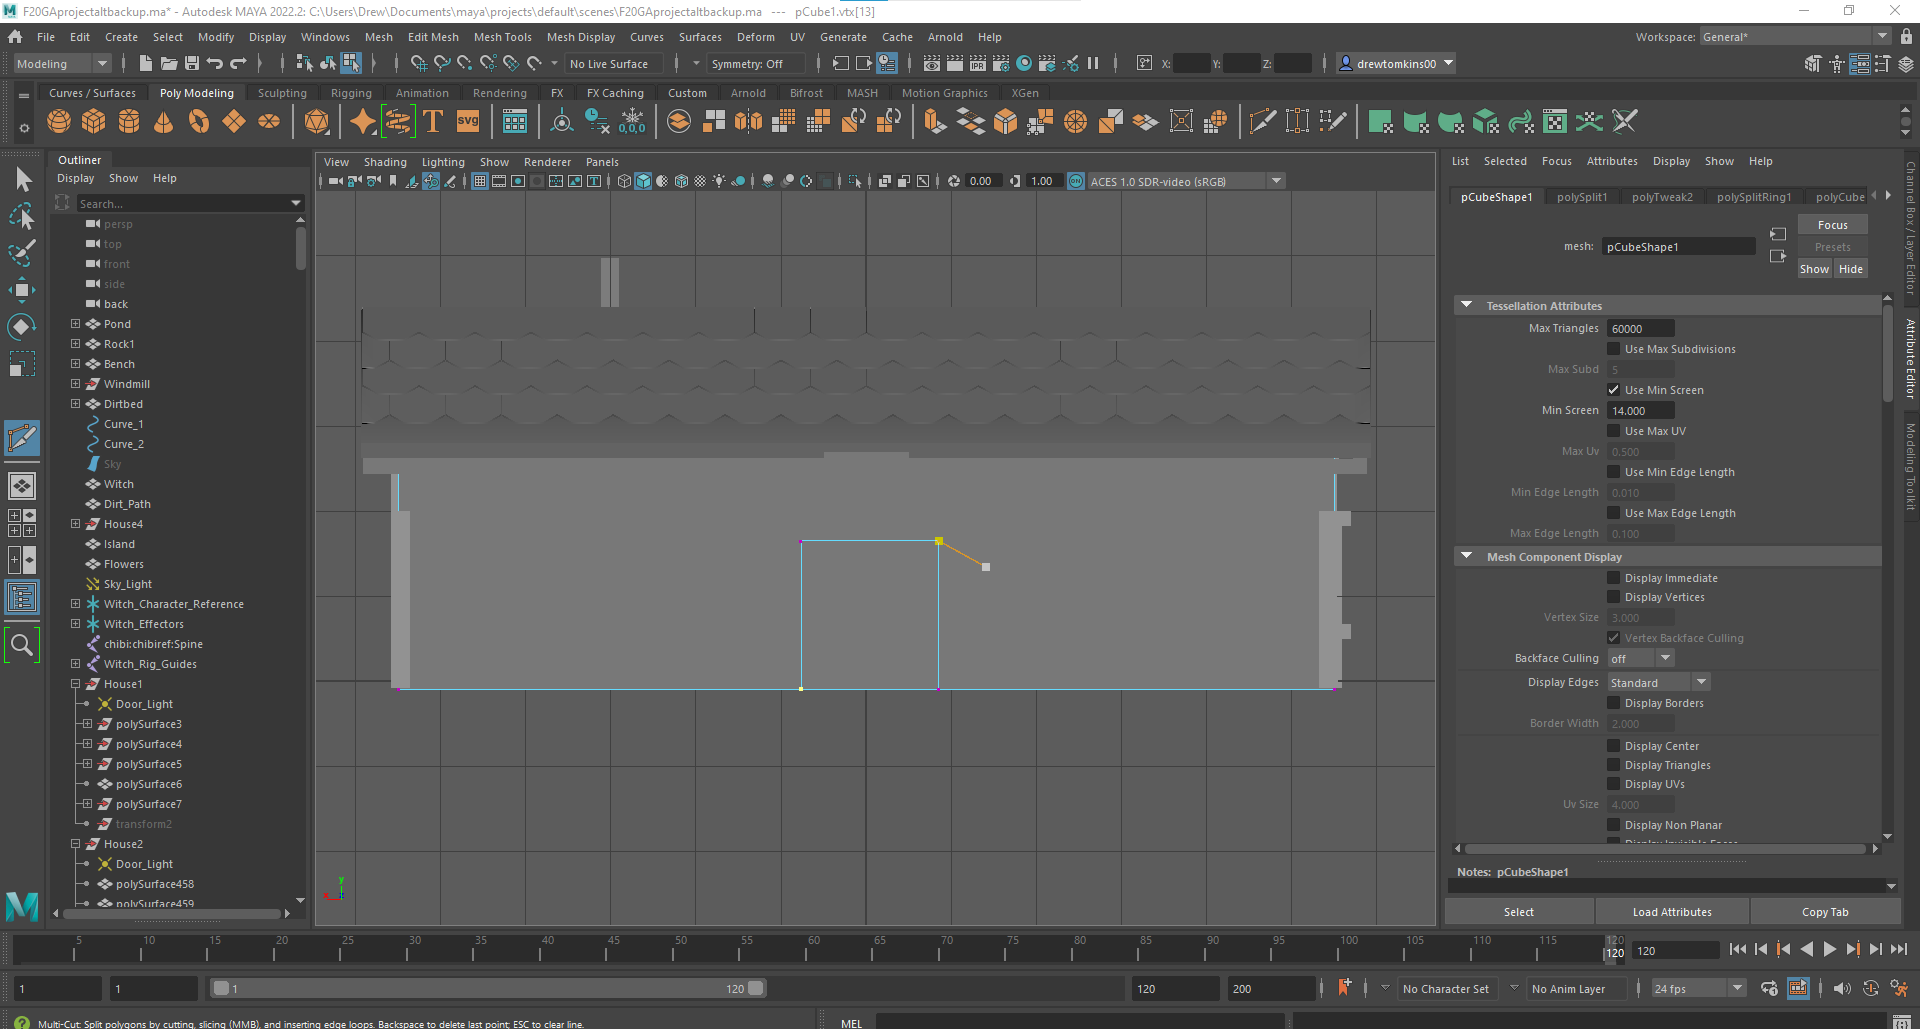 F20GAprojectaltbackup.ma* - Autodesk MAYA 2022.2: C:\Users\Drew\Documents\maya\projects\default\scenes\F20GAprojectaltbackup.ma --- pCube1.vtx[13]
File Edit Create Select Modify Display Windows Mesh Edit Mesh Mesh Tools Mesh Display Curves Surfaces Deform UV Generate Cache Arnold Help Workspace: General*
Modeling No Live Surface Symmetry: Off X: Y: Z: drewtomkins00
Curves / Surfaces Poly Modeling Sculpting Rigging Animation Rendering FX FX Caching Custom Arnold Bifrost MASH Motion Graphics XGen
T svg 0,0,0
Outliner
Display Show Help
Search...
persp
top
front
side
back
Pond
Rock1
Bench
Windmill
Dirtbed
Curve_1
Curve_2
Sky
Witch
Dirt_Path
House4
Island
Flowers
Sky_Light
Witch_Character_Reference
Witch_Effectors
chibi:chibiref:Spine
Witch_Rig_Guides
House1
Door_Light
polySurface3
polySurface4
polySurface5
polySurface6
polySurface7
transform2
House2
Door_Light
polySurface458
polySurface459
View Shading Lighting Show Renderer Panels
0.00 1.00 ACES 1.0 SDR-video (sRGB)
y
List Selected Focus Attributes Display Show Help
pCubeShape1 polySplit1 polyTweak2 polySplitRing1 polyCube
mesh: pCubeShape1
Focus
Presets
Show Hide
Tessellation Attributes
Max Triangles 60000
Use Max Subdivisions
Max Subd 5
Use Min Screen
Min Screen 14.000
Use Max UV
Max Uv 0.500
Use Min Edge Length
Min Edge Length 0.010
Use Max Edge Length
Max Edge Length 0.100
Mesh Component Display
Display Immediate
Display Vertices
Vertex Size 3.000
Vertex Backface Culling
Backface Culling off
Display Edges Standard
Display Borders
Border Width 2.000
Display Center
Display Triangles
Display UVs
Uv Size 4.000
Display Non Planar
Notes: pCubeShape1
Select Load Attributes Copy Tab
Channel Box / Layer Editor
Attribute Editor
Modeling Toolkit
5 10 15 20 25 30 35 40 45 50 55 60 65 70 75 80 85 90 95 100 105 110 115 120
120 120
1 1 1 120 120 200 No Character Set No Anim Layer 24 fps
Multi-Cut: Split polygons by cutting, slicing (MMB), and inserting edge loops. Backspace to delete last point; ESC to clear line. MEL